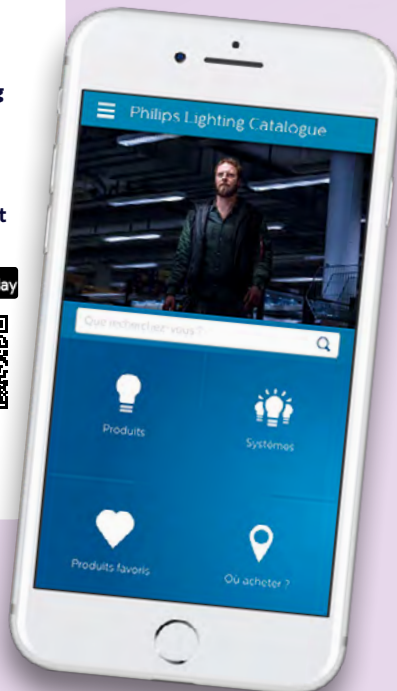 Philips Lighting Catalogue
Que recherchez-vous ?
Produits
Systèmes
Produits favoris
Où acheter ?